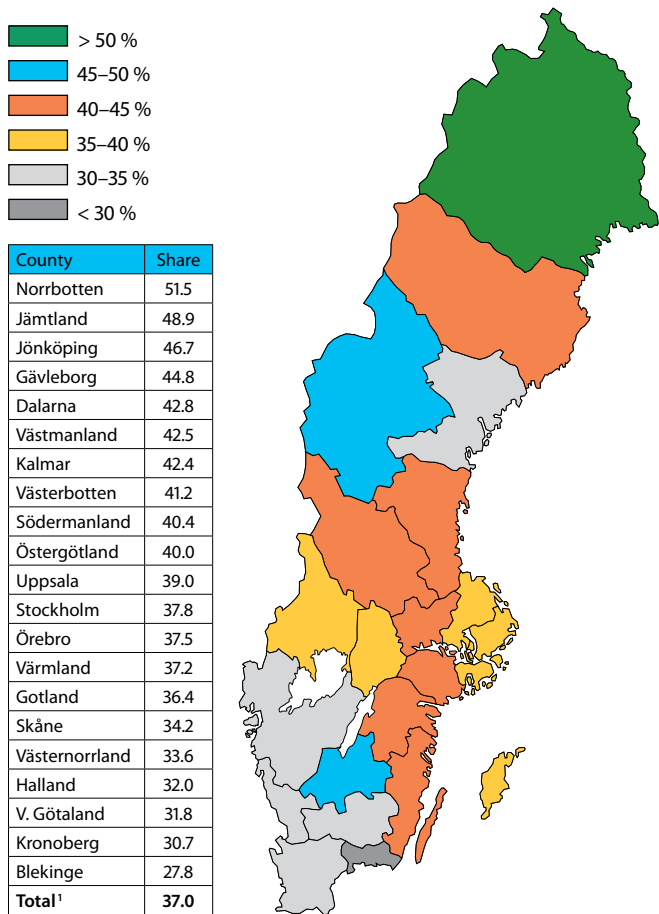 > 50 %
45–50 %
40–45 %
35–40 %
30–35 %
< 30 %
County Share
Norrbotten 51.5
Jämtland 48.9
Jönköping 46.7
Gävleborg 44.8
Dalarna 42.8
Västmanland 42.5
Kalmar 42.4
Västerbotten 41.2
Södermanland 40.4
Östergötland 40.0
Uppsala 39.0
Stockholm 37.8
Örebro 37.5
Värmland 37.2
Gotland 36.4
Skåne 34.2
Västernorrland 33.6
Halland 32.0
V. Götaland 31.8
Kronoberg 30.7
Blekinge 27.8
Total¹ 37.0